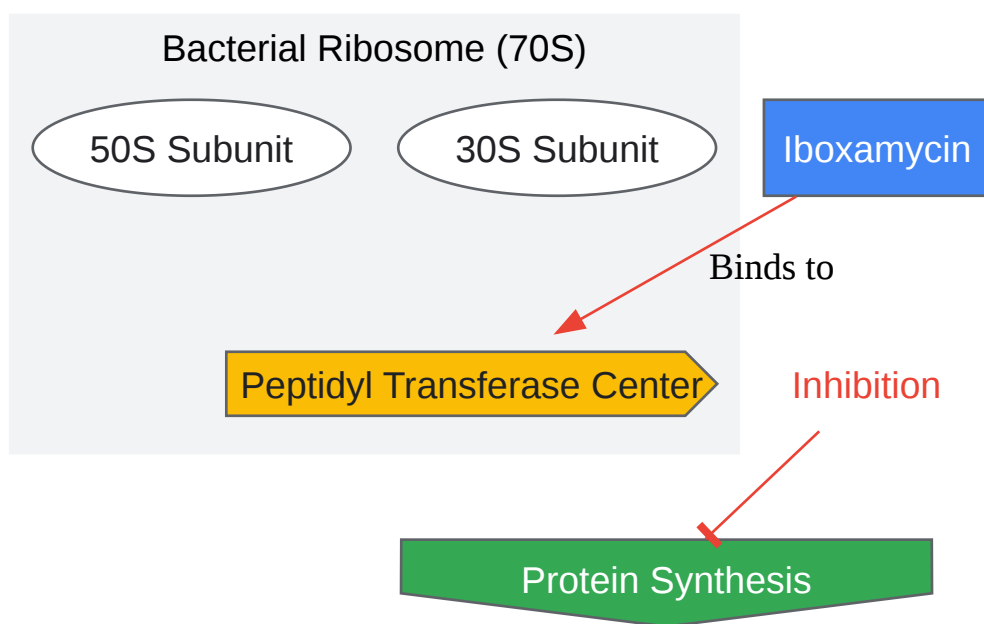 Bacterial Ribosome (70S)
50S Subunit
30S Subunit
Iboxamycin
Binds to
Peptidyl Transferase Center
Inhibition
Protein Synthesis